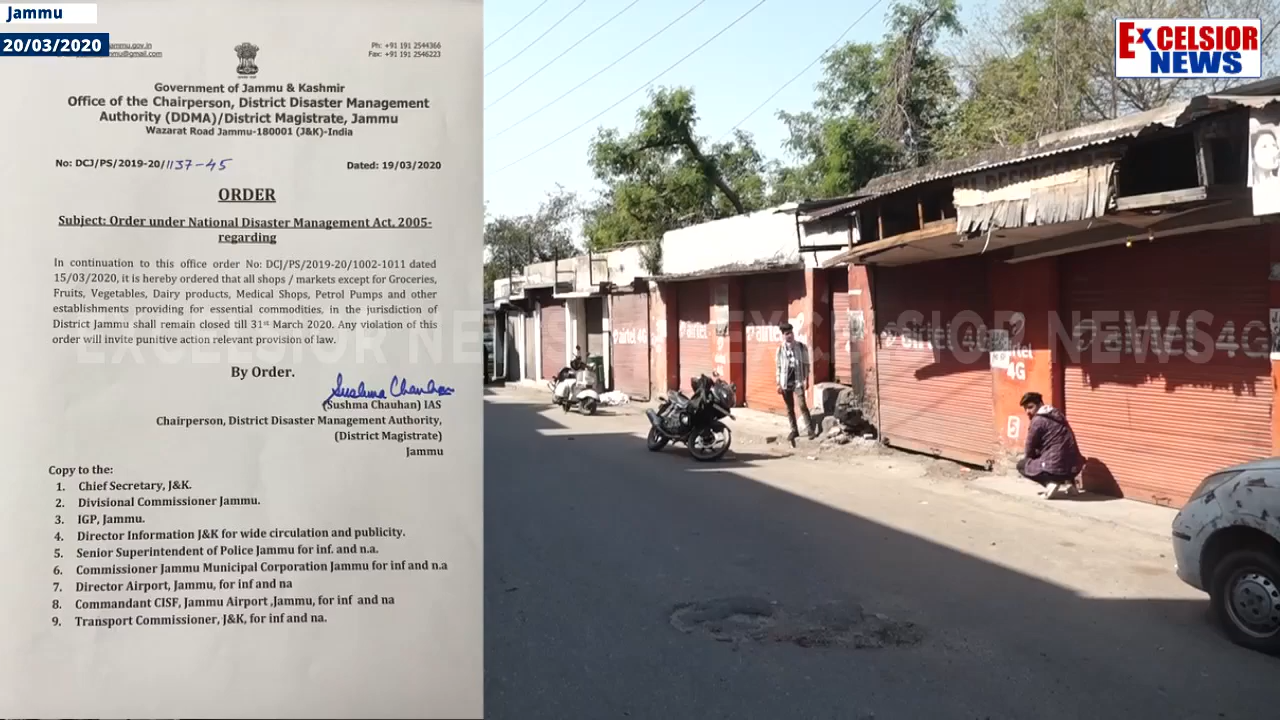 Jammu
20/03/2020
ammu.gov.in
mmu@gmail.com
Ph: +91 191 2544366
Fax: +91 191 2546223
Government of Jammu & Kashmir
Office of the Chairperson, District Disaster Management
Authority (DDMA)/District Magistrate, Jammu
Wazarat Road Jammu-180001 (J&K)-India
No: DCJ/PS/2019-20/1137-45
Dated: 19/03/2020
ORDER
Subject: Order under National Disaster Management Act, 2005-
regarding
In continuation to this office order No: DCJ/PS/2019-20/1002-1011 dated
15/03/2020, it is hereby ordered that all shops / markets except for Groceries,
Fruits, Vegetables, Dairy products, Medical Shops, Petrol Pumps and other
establishments providing for essential commodities, in the jurisdiction of
District Jammu shall remain closed till 31st March 2020. Any violation of this
order will invite punitive action relevant provision of law.
By Order.
Sushma Chauhan
(Sushma Chauhan) IAS
Chairperson, District Disaster Management Authority,
(District Magistrate)
Jammu
Copy to the:
1. Chief Secretary, J&K.
2. Divisional Commissioner Jammu.
3. IGP, Jammu.
4. Director Information J&K for wide circulation and publicity.
5. Senior Superintendent of Police Jammu for inf. and n.a.
6. Commissioner Jammu Municipal Corporation Jammu for inf and n.a
7. Director Airport, Jammu, for inf and na
8. Commandant CISF, Jammu Airport ,Jammu, for inf and na
9. Transport Commissioner, J&K, for inf and na.
EXCELSIOR NEWS
EXCELSIOR NEWS
EXCELSIOR NEWS
airtel
airtel
airtel
airtel 4G
airtel
4G
airtel 4G